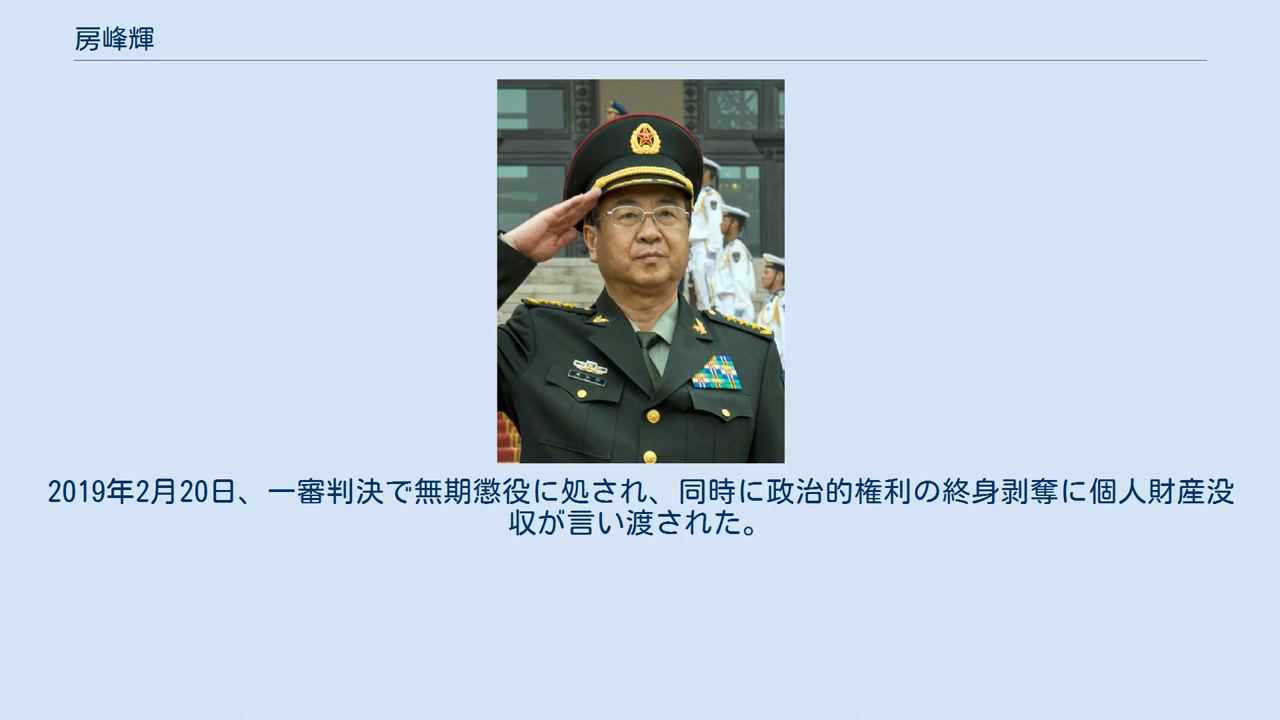 房峰輝
2019年2月20日、一審判決で無期懲役に処され、同時に政治的権利の終身剥奪に個人財産没
収が言い渡された。